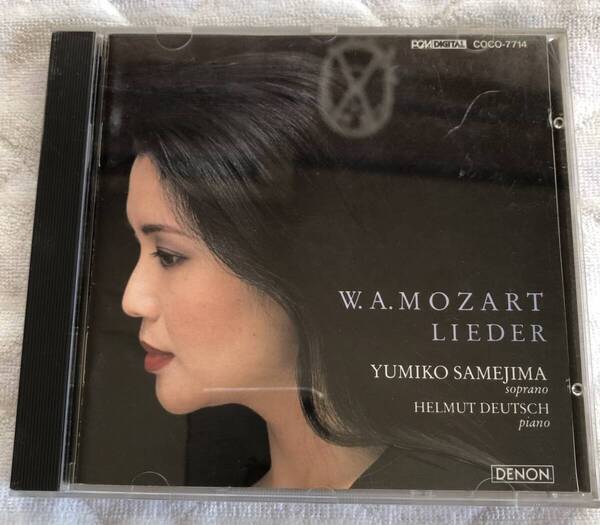 PCM DIGITAL COCO-7714
W. A. MOZART
LIEDER
YUMIKO SAMEJIMA
soprano
HELMUT DEUTSCH
piano
DENON